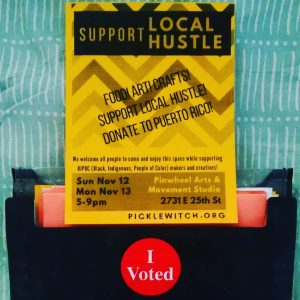 SUPPORT LOCAL
HUSTLE
FOOD! ART! CRAFTS!
SUPPORT LOCAL HUSTLE!
DONATE TO PUERTO RICO!
We welcome all people to come and enjoy this space while supporting
BIPOC (Black, Indigenous, People of Color) makers and creatives!
Sun Nov 12
Mon Nov 13
5-9pm
Pinwheel Arts &
Movement Studio
2731 E 25th St
PICKLEWITCH.ORG
I
Voted